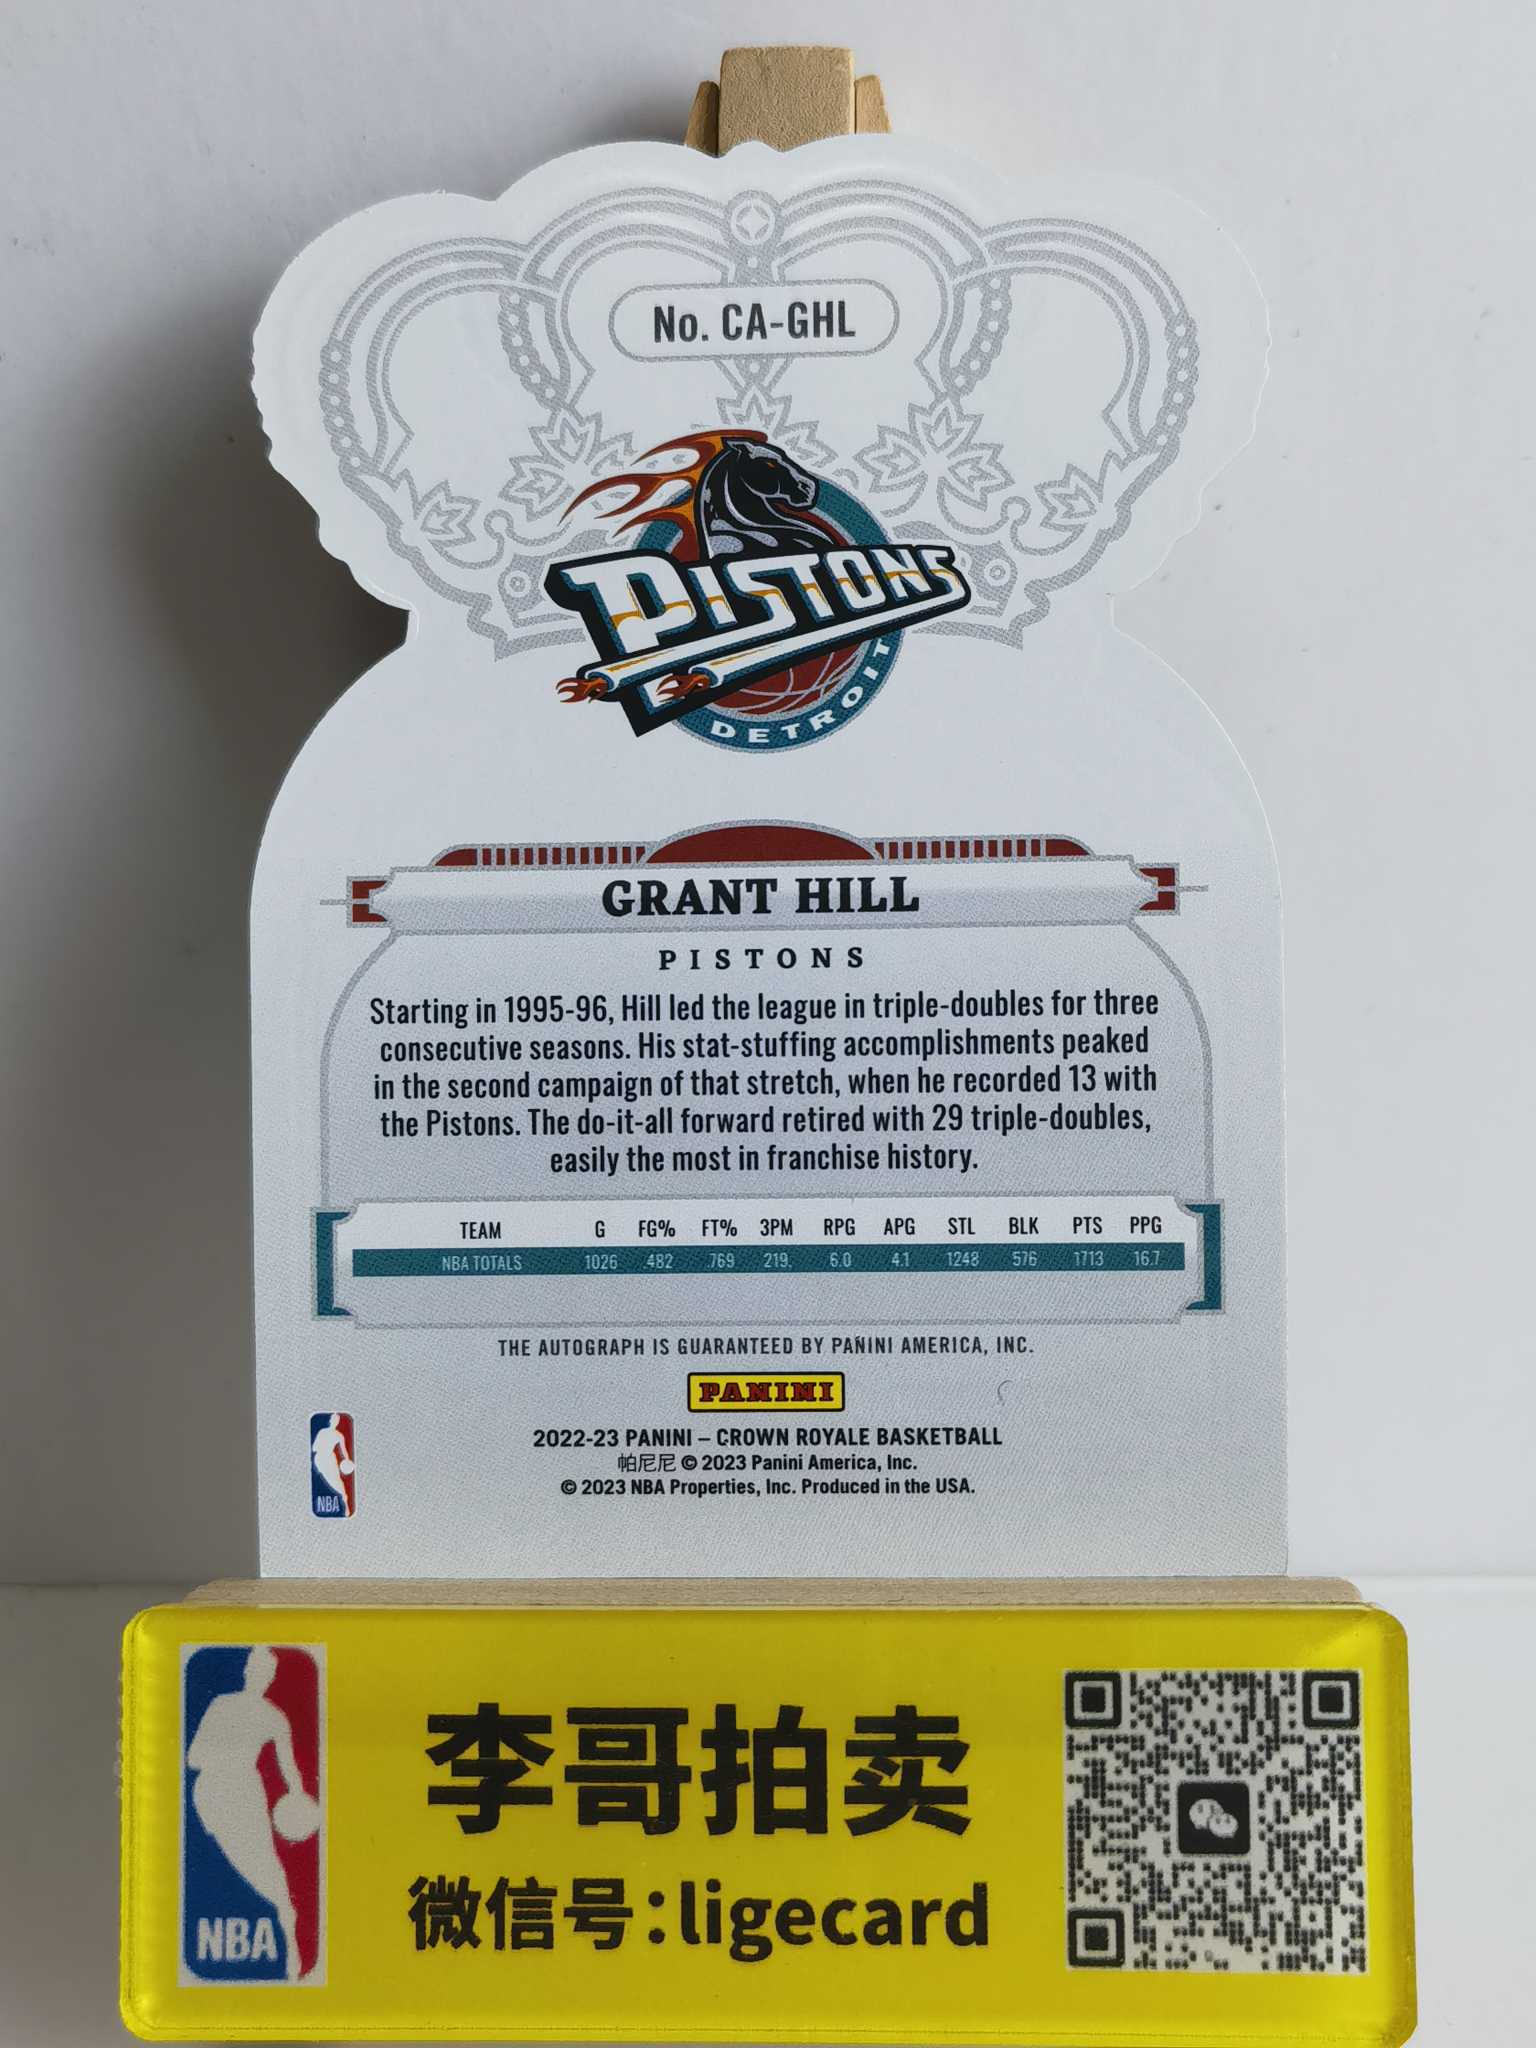 No. CA-GHL
PISTONS
DETROIT
GRANT HILL
PISTONS
Starting in 1995-96, Hill led the league in triple-doubles for three
consecutive seasons. His stat-stuffing accomplishments peaked
in the second campaign of that stretch, when he recorded 13 with
the Pistons. The do-it-all forward retired with 29 triple-doubles,
easily the most in franchise history.
TEAM G FG% FT% 3PM RPG APG STL BLK PTS PPG
NBA TOTALS 1026 .482 .769 219. 6.0 4.1 1248 576 1713 16.7
THE AUTOGRAPH IS GUARANTEED BY PANINI AMERICA, INC.
PANINI
2022-23 PANINI – CROWN ROYALE BASKETBALL
帕尼尼 © 2023 Panini America, Inc.
© 2023 NBA Properties, Inc. Produced in the USA.
NBA
李哥拍卖
微信号:ligecard
NBA